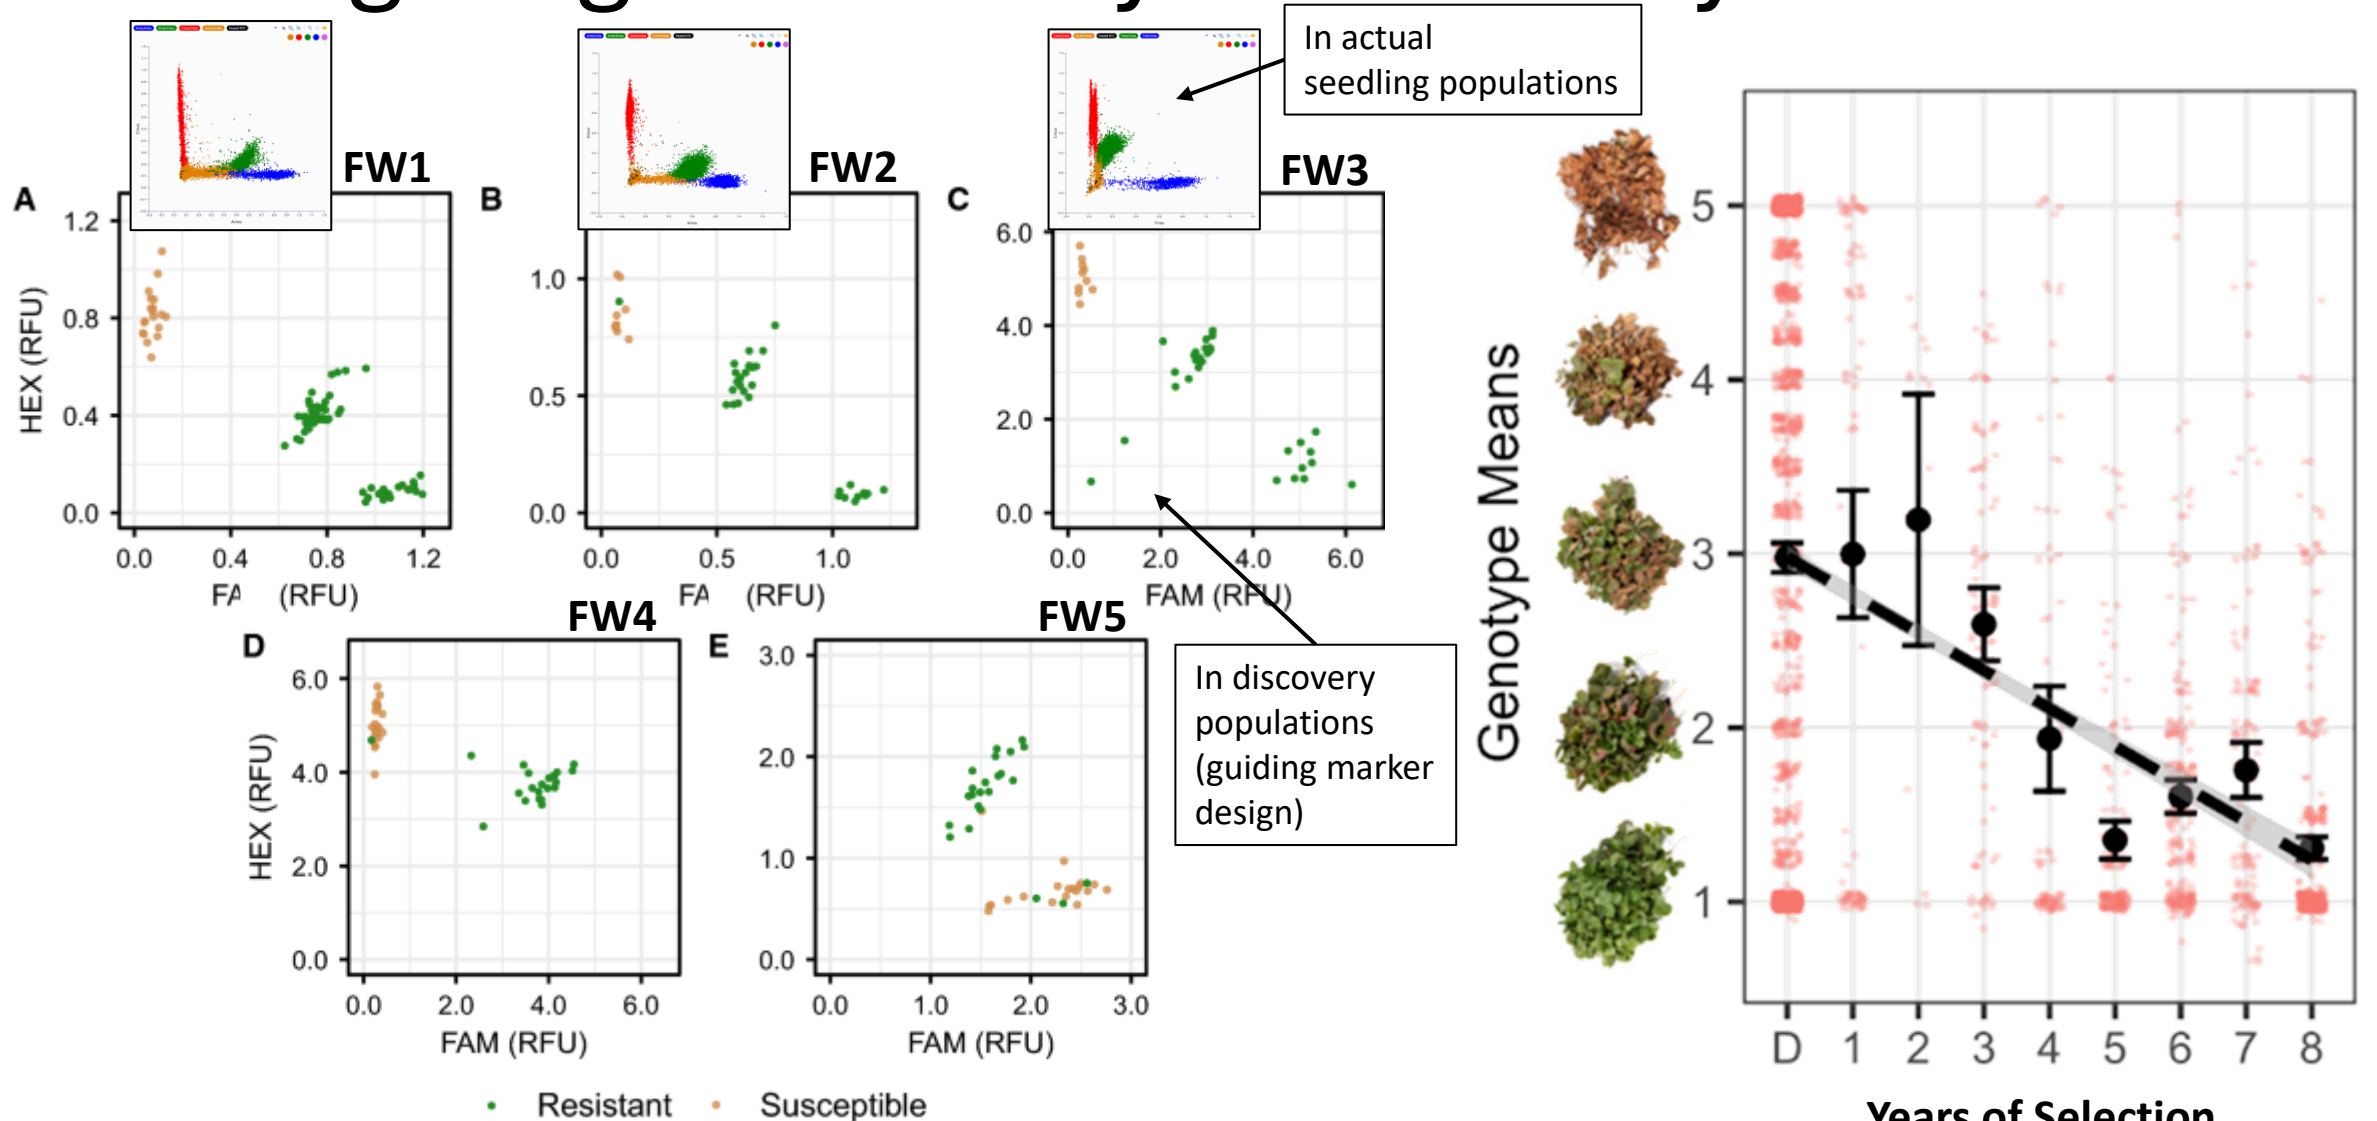 In actual
seedling populations
FW1
FW2
FW3
A
B
C
HEX (RFU)
1.2
0.8
0.4
0.0
0.0
0.4
0.8
1.2
FA (RFU)
1.0
0.5
0.0
0.0
0.5
1.0
FA (RFU)
6.0
4.0
2.0
0.0
0.0
2.0
4.0
6.0
FAM (RFU)
FW4
FW5
D
E
HEX (RFU)
6.0
4.0
2.0
0.0
0.0
2.0
4.0
6.0
FAM (RFU)
3.0
2.0
1.0
0.0
0.0
1.0
2.0
3.0
FAM (RFU)
In discovery
populations
(guiding marker
design)
Resistant
Susceptible
Genotype Means
5
4
3
2
1
D 1 2 3 4 5 6 7 8
Years of Selection